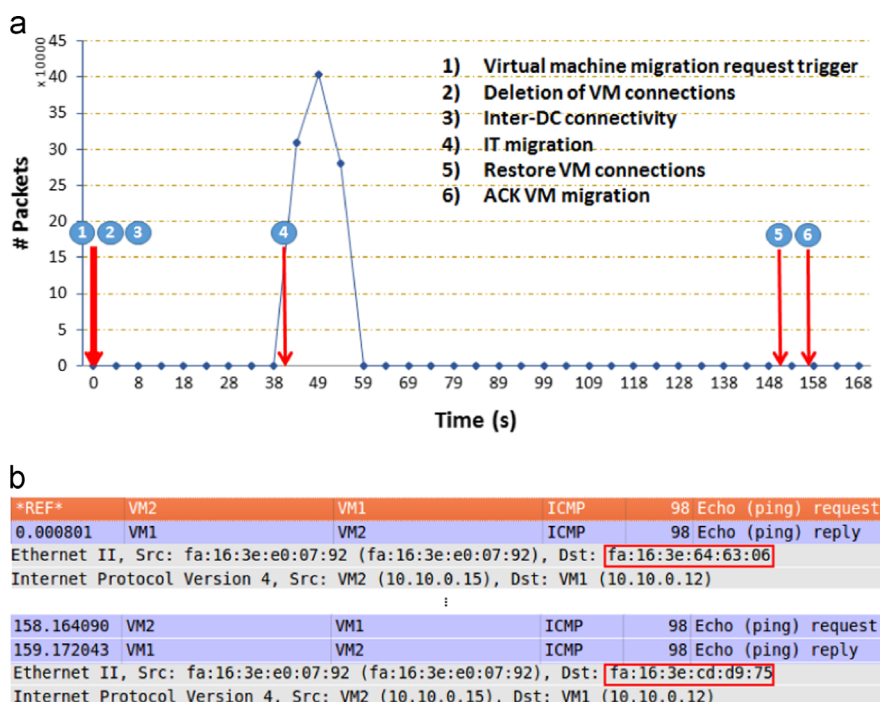 a
45
x 10000
40
35
30
25
20
15
10
5
0
# Packets
1) Virtual machine migration request trigger
2) Deletion of VM connections
3) Inter-DC connectivity
4) IT migration
5) Restore VM connections
6) ACK VM migration
1 2 3 4 5 6
0 8 18 28 38 49 59 69 79 89 99 109 118 128 138 148 158 168
Time (s)
b
*REF* VM2 VM1 ICMP 98 Echo (ping) request
0.000801 VM1 VM2 ICMP 98 Echo (ping) reply
Ethernet II, Src: fa:16:3e:e0:07:92 (fa:16:3e:e0:07:92), Dst: fa:16:3e:64:63:06
Internet Protocol Version 4, Src: VM2 (10.10.0.15), Dst: VM1 (10.10.0.12)
⋮
158.164090 VM2 VM1 ICMP 98 Echo (ping) request
159.172043 VM1 VM2 ICMP 98 Echo (ping) reply
Ethernet II, Src: fa:16:3e:e0:07:92 (fa:16:3e:e0:07:92), Dst: fa:16:3e:cd:d9:75
Internet Protocol Version 4, Src: VM2 (10.10.0.15), Dst: VM1 (10.10.0.12)